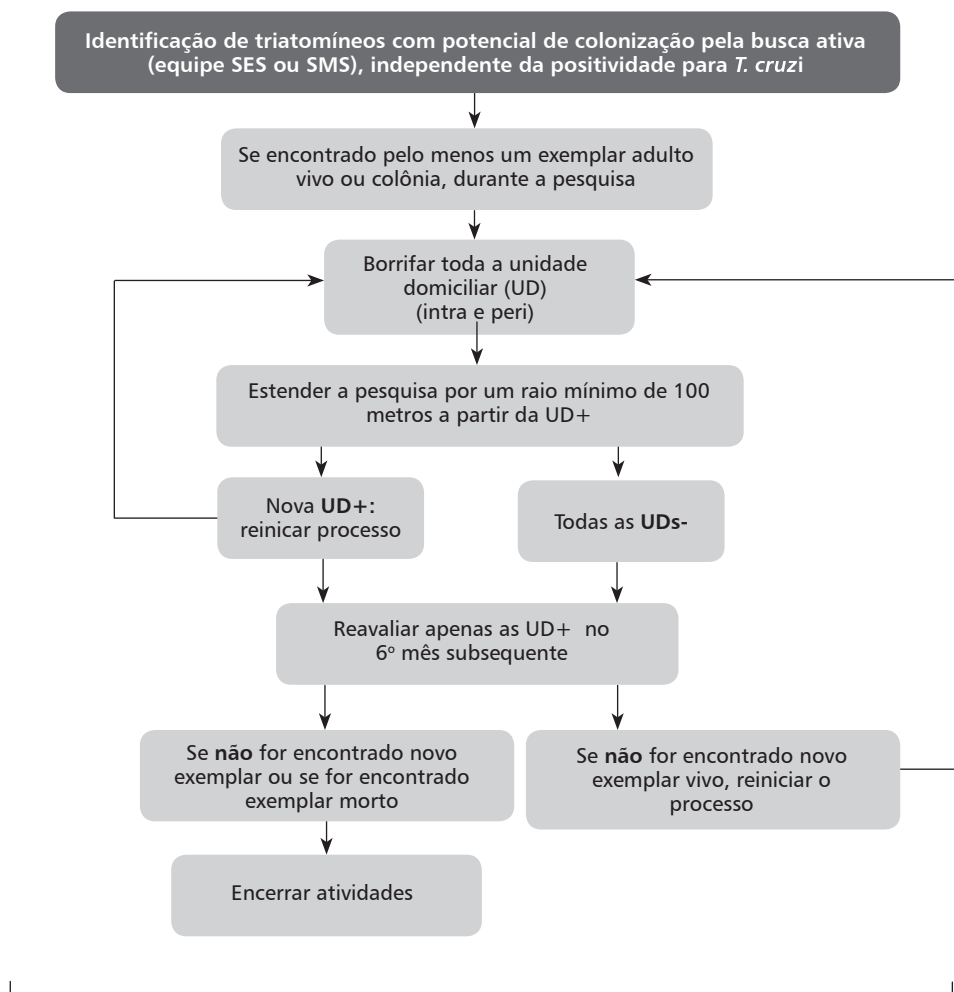 Identificação de triatomíneos com potencial de colonização pela busca ativa
(equipe SES ou SMS), independente da positividade para T. cruzi
Se encontrado pelo menos um exemplar adulto
vivo ou colônia, durante a pesquisa
Borrifar toda a unidade
domiciliar (UD)
(intra e peri)
Estender a pesquisa por um raio mínimo de 100
metros a partir da UD+
Nova UD+:
reinicar processo
Todas as UDs-
Reavaliar apenas as UD+ no
6º mês subsequente
Se não for encontrado novo
exemplar ou se for encontrado
exemplar morto
Se não for encontrado novo
exemplar vivo, reiniciar o
processo
Encerrar atividades